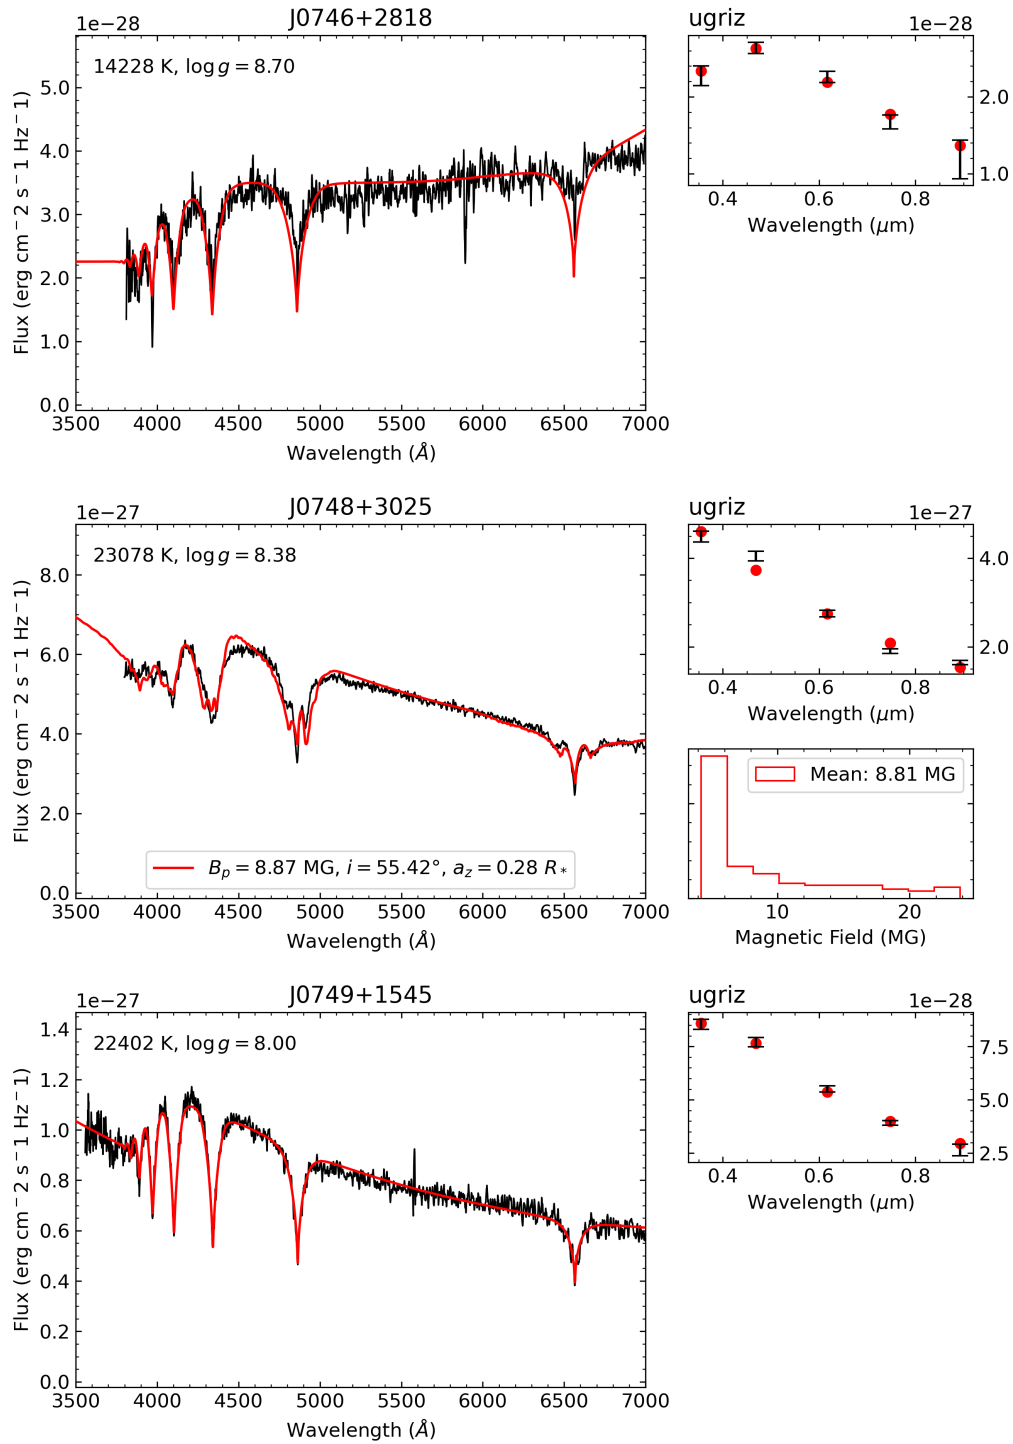 J0746+2818
1e−28
14228 K, log g = 8.70
Flux (erg cm−2 s−1 Hz−1)
5.0
4.0
3.0
2.0
1.0
0.0
3500 4000 4500 5000 5500 6000 6500 7000
Wavelength (Å)
ugriz
1e−28
2.0
1.0
0.4 0.6 0.8
Wavelength (μm)
J0748+3025
1e−27
23078 K, log g = 8.38
Flux (erg cm−2 s−1 Hz−1)
8.0
6.0
4.0
2.0
0.0
B_p = 8.87 MG, i = 55.42°, a_z = 0.28 R_*
3500 4000 4500 5000 5500 6000 6500 7000
Wavelength (Å)
ugriz
1e−27
4.0
2.0
0.4 0.6 0.8
Wavelength (μm)
Mean: 8.81 MG
10 20
Magnetic Field (MG)
J0749+1545
1e−27
22402 K, log g = 8.00
Flux (erg cm−2 s−1 Hz−1)
1.4
1.2
1.0
0.8
0.6
0.4
0.2
0.0
3500 4000 4500 5000 5500 6000 6500 7000
Wavelength (Å)
ugriz
1e−28
7.5
5.0
2.5
0.4 0.6 0.8
Wavelength (μm)